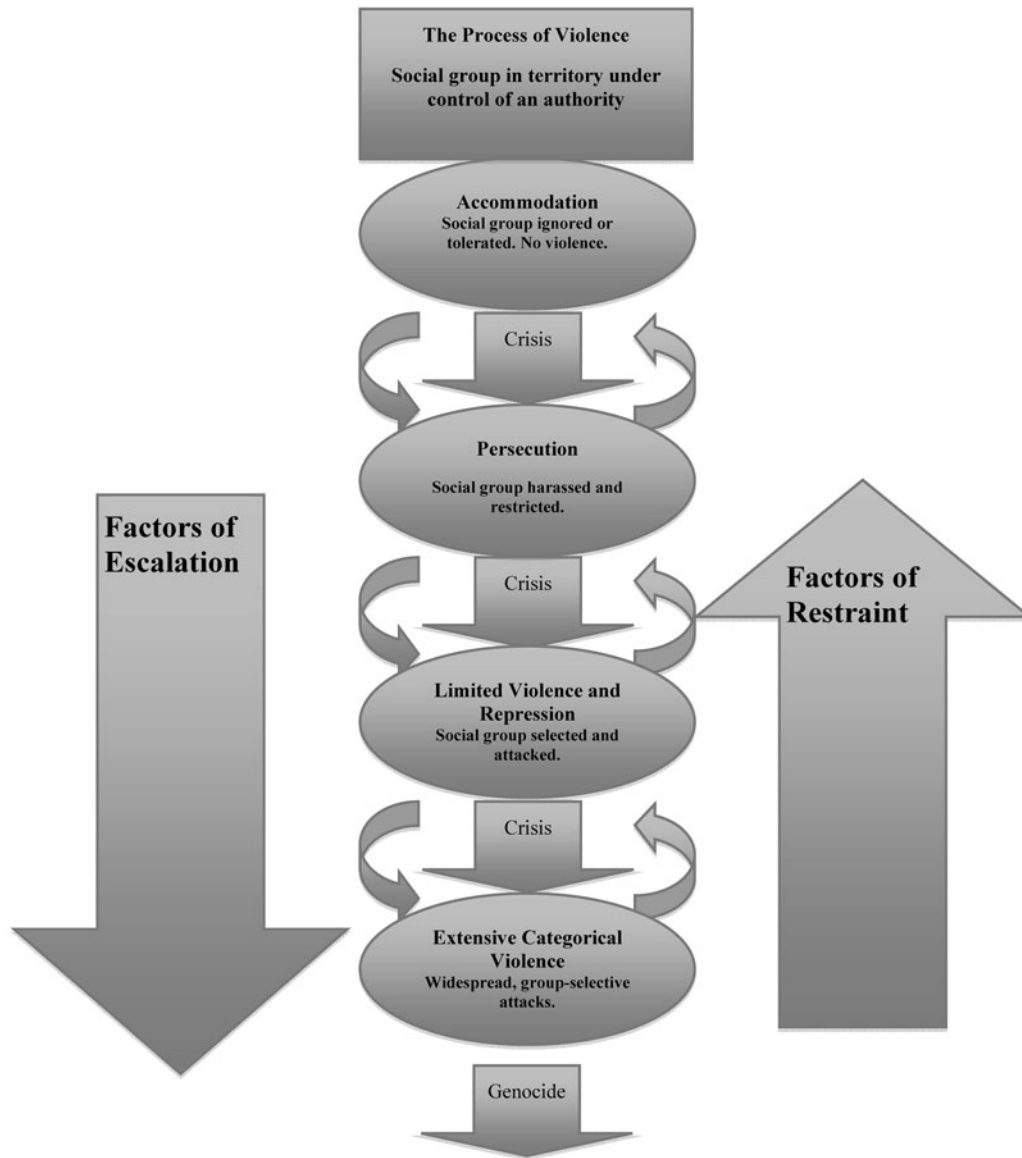 The Process of Violence
Social group in territory under
control of an authority
Accommodation
Social group ignored or
tolerated. No violence.
Crisis
Persecution
Social group harassed and
restricted.
Factors of
Escalation
Factors of
Restraint
Crisis
Limited Violence and
Repression
Social group selected and
attacked.
Crisis
Extensive Categorical
Violence
Widespread, group-selective
attacks.
Genocide